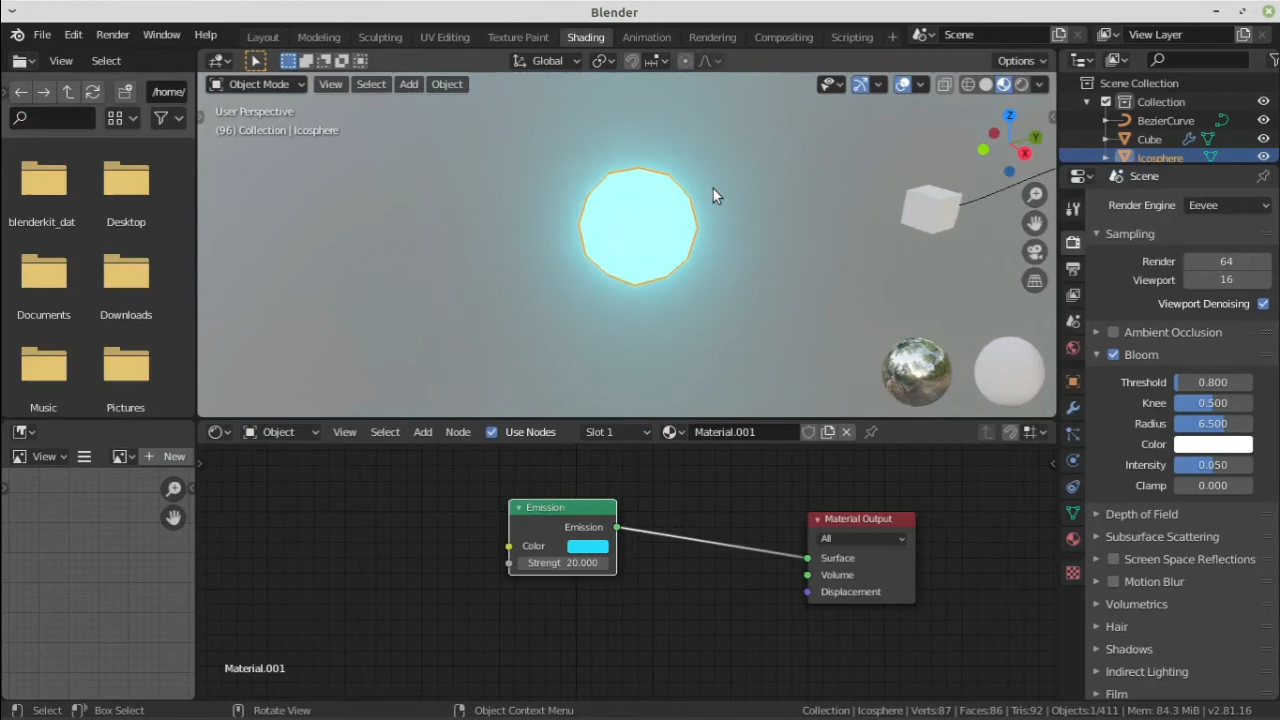 Blender
File Edit Render Window Help Layout Modeling Sculpting UV Editing Texture Paint Shading Animation Rendering Compositing Scripting Scene View Layer
View Select Global Options
/home/ Object Mode View Select Add Object
Scene Collection
Collection
BezierCurve
Cube
Icosphere
User Perspective
(96) Collection | Icosphere
X
Y
Z
blenderkit_dat Desktop
Documents Downloads
Music Pictures
Scene
Render Engine Eevee
Sampling
Render 64
Viewport 16
Viewport Denoising
Ambient Occlusion
Bloom
Threshold 0.800
Knee 0.500
Radius 6.500
Color
Intensity 0.050
Clamp 0.000
Depth of Field
Subsurface Scattering
Screen Space Reflections
Motion Blur
Volumetrics
Hair
Shadows
Indirect Lighting
Film
Object View Select Add Node Use Nodes Slot 1 Material.001
View New
Emission
Emission
Color
Strengt 20.000
Material Output
All
Surface
Volume
Displacement
Material.001
Select Box Select Rotate View Object Context Menu Collection | Icosphere | Verts:87 | Faces:86 | Tris:92 | Objects:1/411 | Mem: 84.3 MiB | v2.81.16